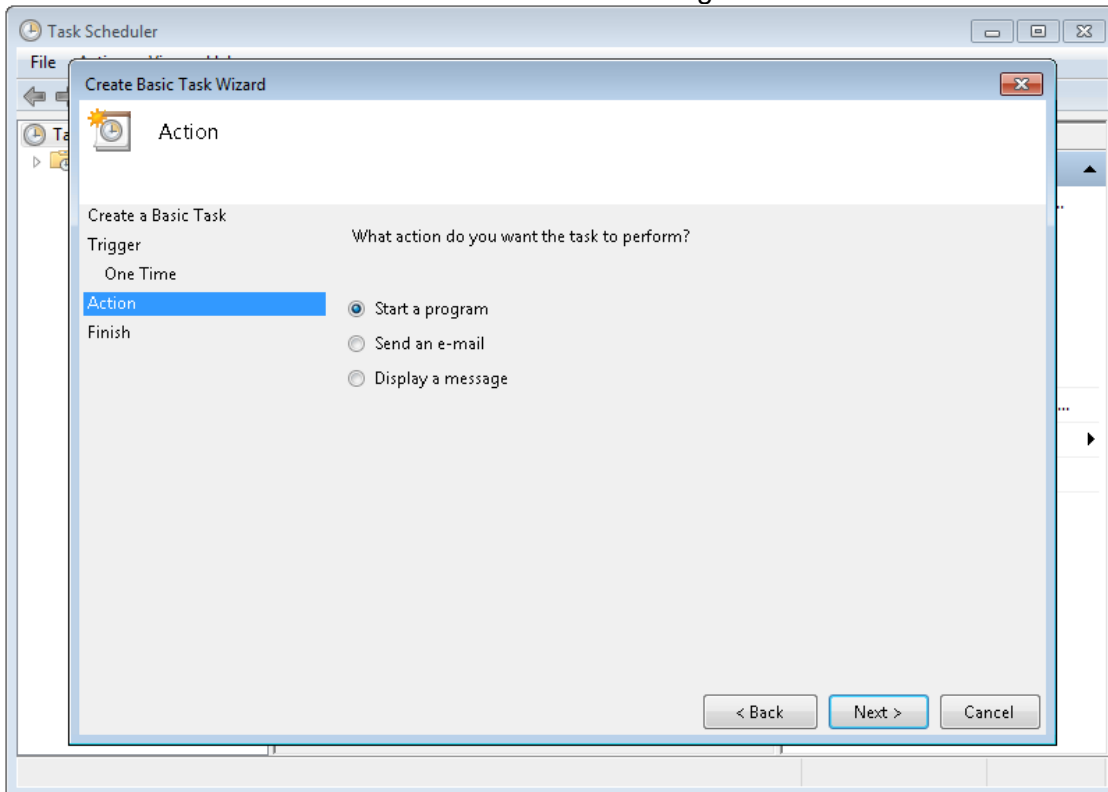 Task Scheduler
File
Create Basic Task Wizard
Action
Create a Basic Task
Trigger
One Time
Action
Finish
What action do you want the task to perform?
Start a program
Send an e-mail
Display a message
< Back
Next >
Cancel